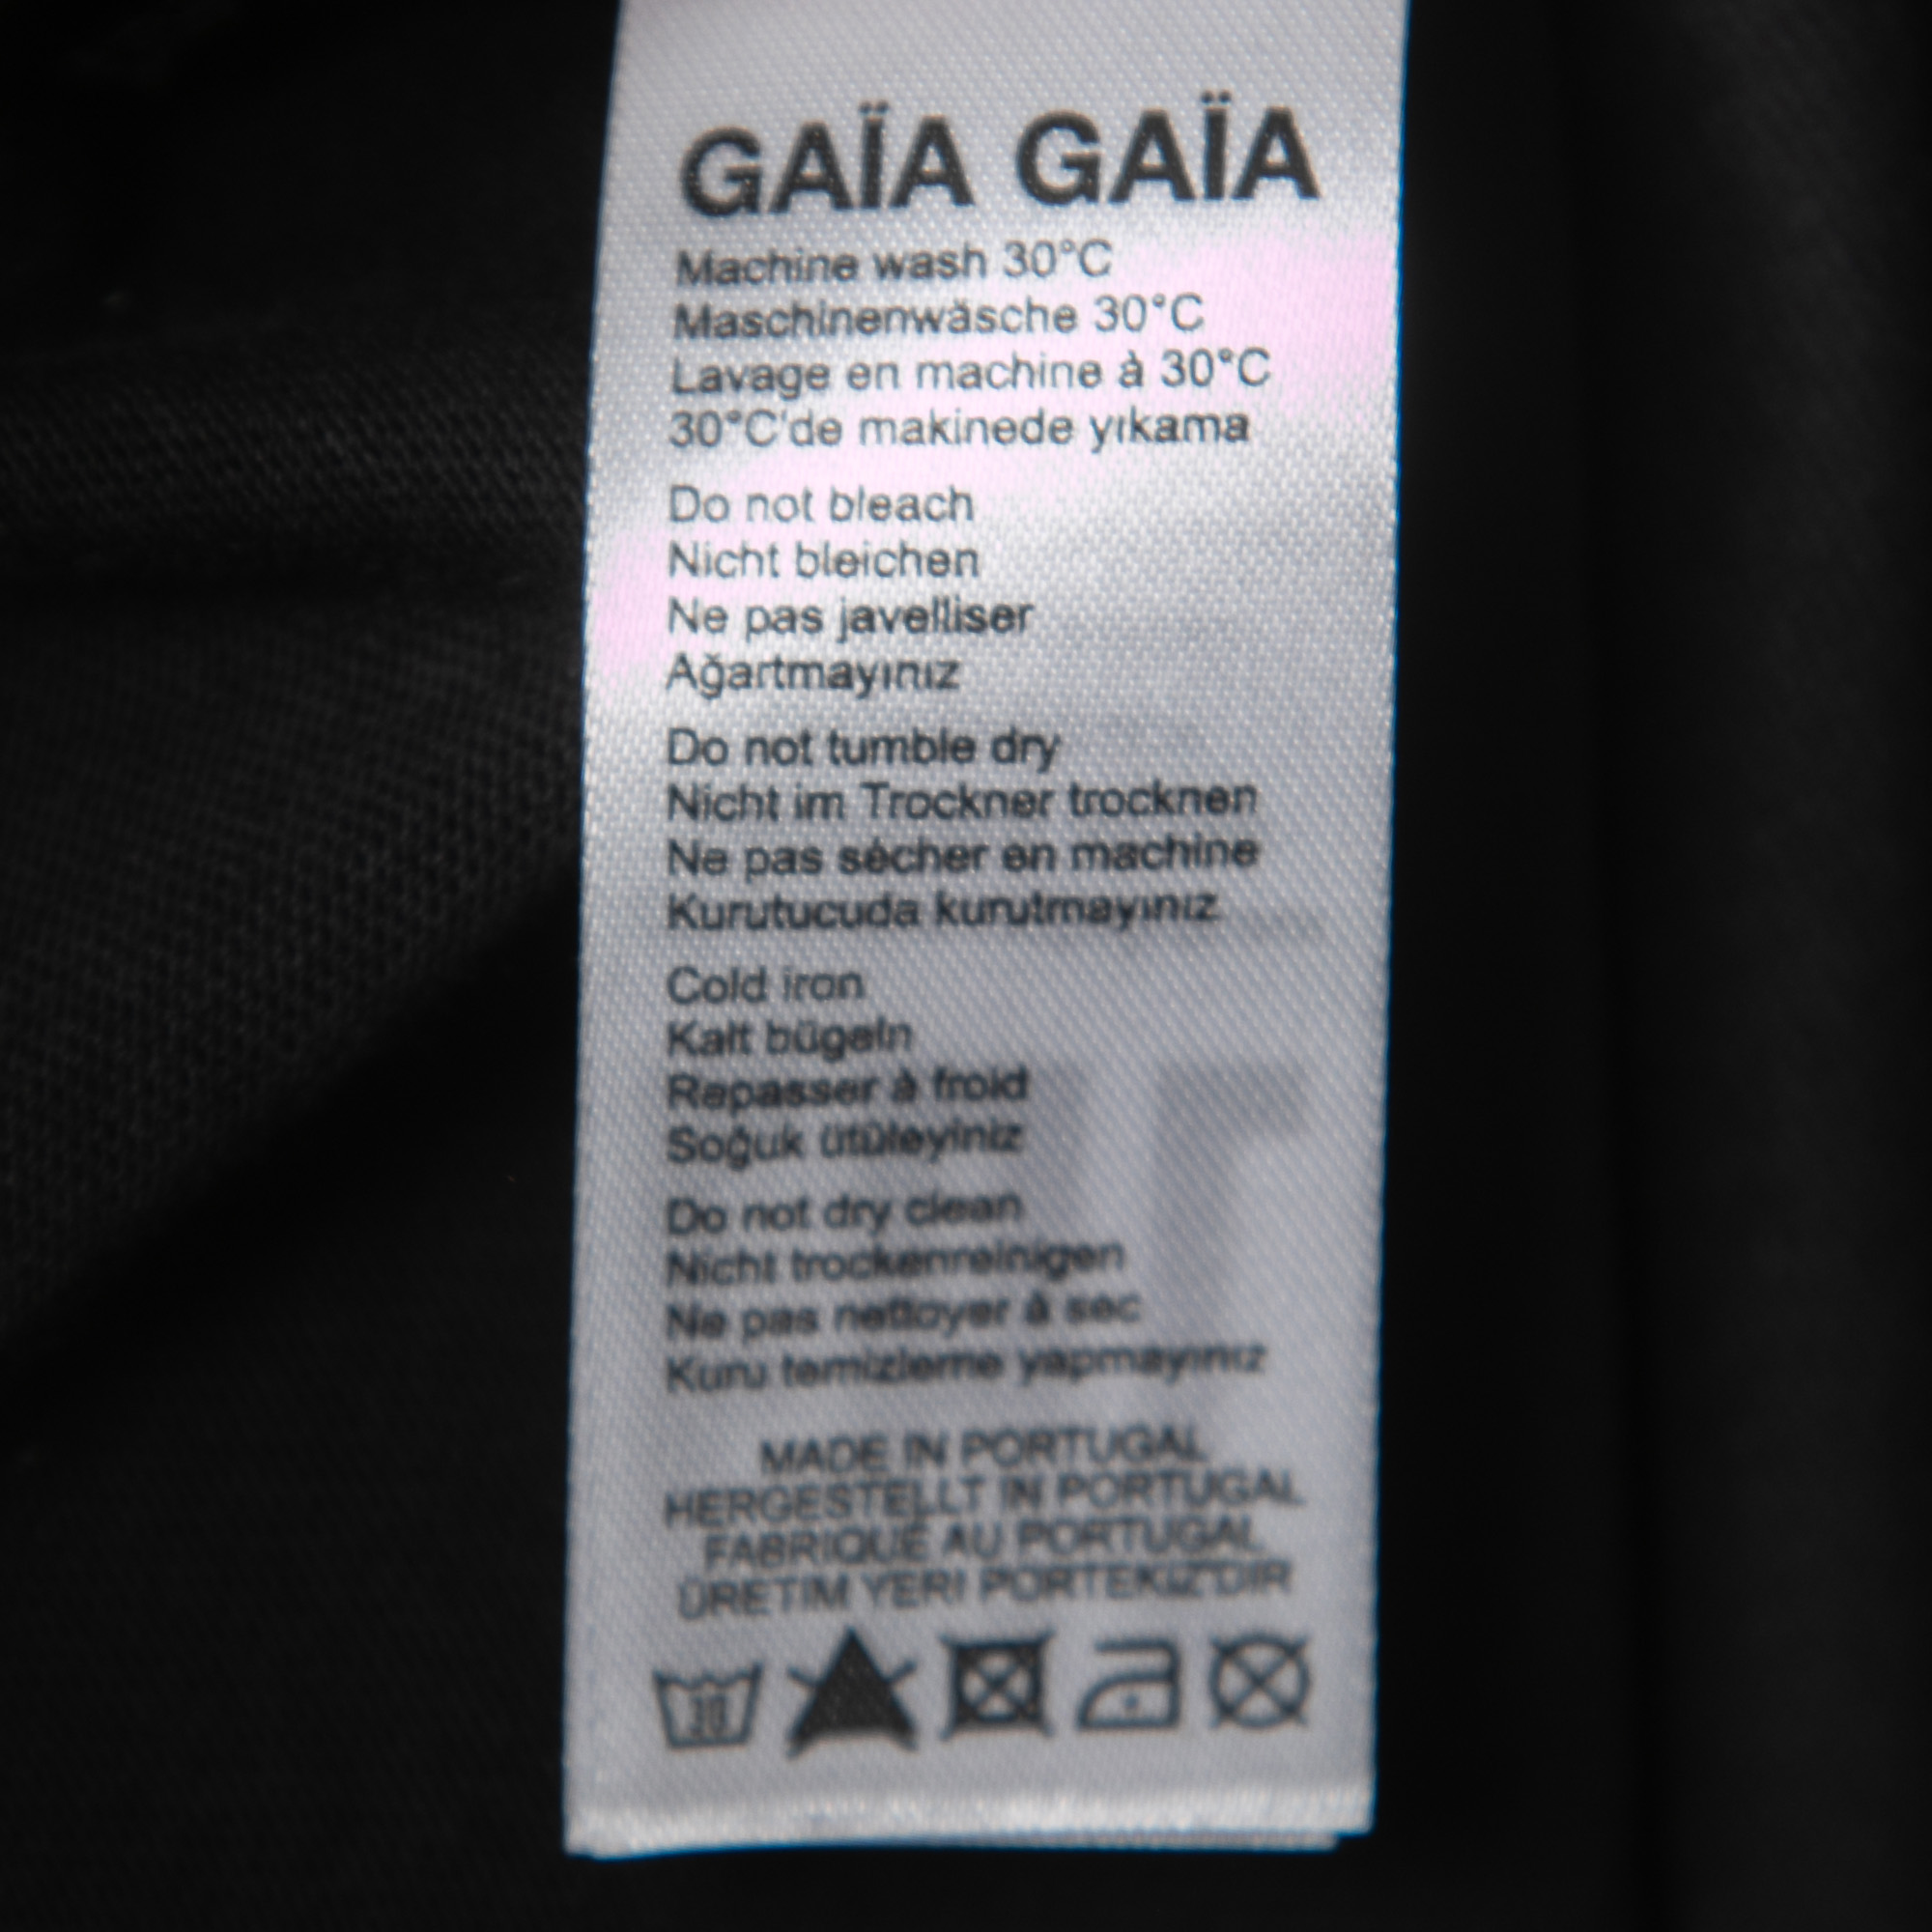 GAÏA GAÏA
Machine wash 30°C
Maschinenwäsche 30°C
Lavage en machine à 30°C
30°C'de makinede yıkama
Do not bleach
Nicht bleichen
Ne pas javelliser
Ağartmayınız
Do not tumble dry
Nicht im Trockner trocknen
Ne pas sécher en machine
Kurutucuda kurutmayınız
Cold iron
Kalt bügeln
Repasser à froid
Soğuk ütüleyiniz
Do not dry clean
Nicht trockenreinigen
Ne pas nettoyer à sec
Kuru temizleme yapmayınız
MADE IN PORTUGAL
HERGESTELLT IN PORTUGAL
FABRIQUÉ AU PORTUGAL
ÜRETIM YERI PORTEKIZ'DIR
30